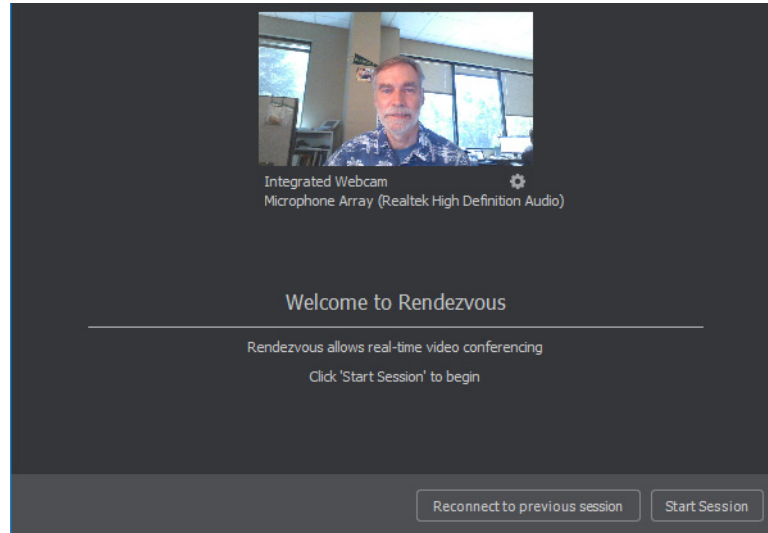 Integrated Webcam
Microphone Array (Realtek High Definition Audio)
Welcome to Rendezvous
Rendezvous allows real-time video conferencing
Click 'Start Session' to begin
Reconnect to previous session
Start Session